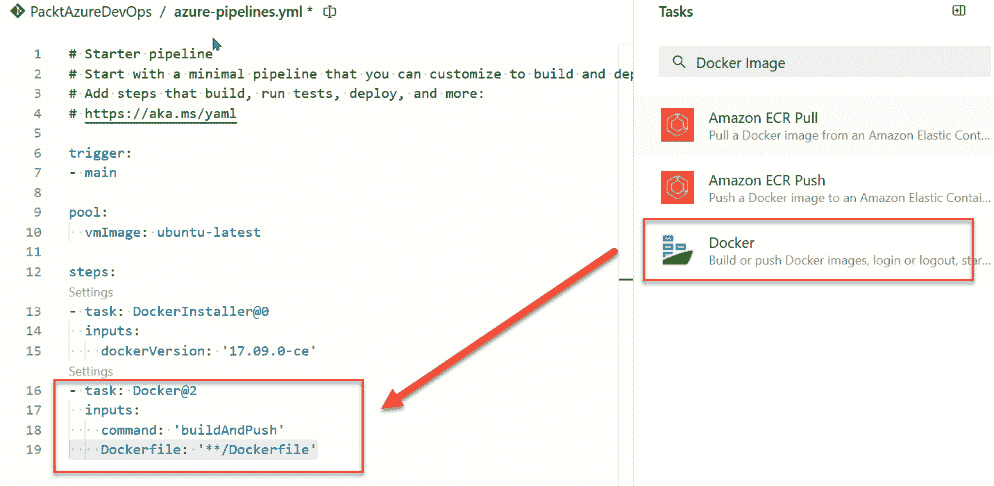 PacktAzureDevOps / azure-pipelines.yml *
1 # Starter pipeline
2 # Start with a minimal pipeline that you can customize to build and dep
3 # Add steps that build, run tests, deploy, and more:
4 # https://aka.ms/yaml
5
6 trigger:
7 - main
8
9 pool:
10   vmImage: ubuntu-latest
11
12 steps:
Settings
13 - task: DockerInstaller@0
14   inputs:
15     dockerVersion: '17.09.0-ce'
Settings
16 - task: Docker@2
17   inputs:
18     command: 'buildAndPush'
19     Dockerfile: '**/Dockerfile'
Tasks
Docker Image
Amazon ECR Pull
Pull a Docker image from an Amazon Elastic Cont...
Amazon ECR Push
Push a Docker image to an Amazon Elastic Contai...
Docker
Build or push Docker images, login or logout, star...